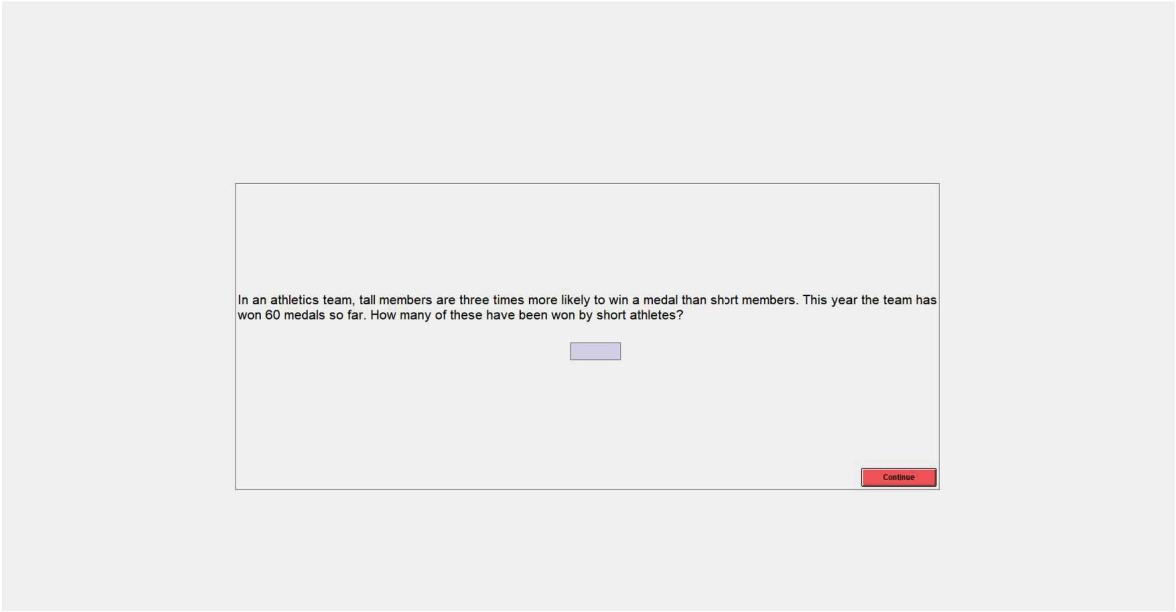 In an athletics team, tall members are three times more likely to win a medal than short members. This year the team has
won 60 medals so far. How many of these have been won by short athletes?
Continue